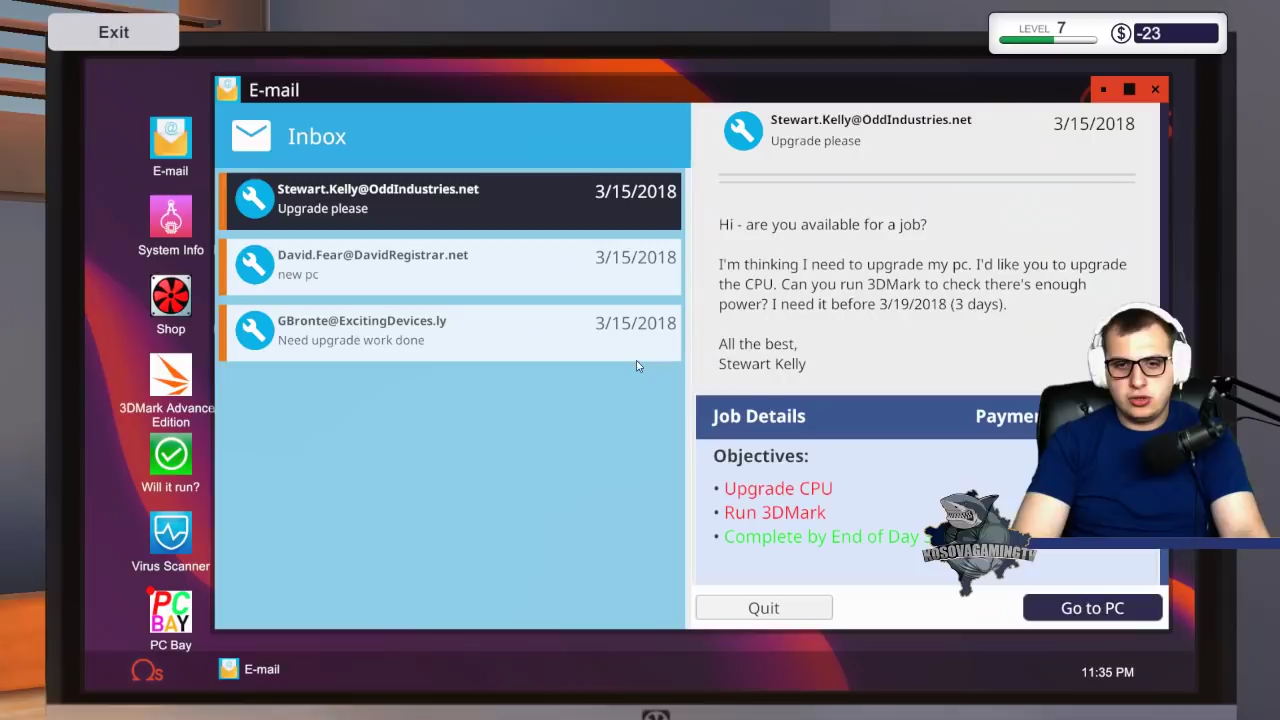 Exit
LEVEL 7
$ -23
E-mail
Inbox
Stewart.Kelly@OddIndustries.net
3/15/2018
Upgrade please
David.Fear@DavidRegistrar.net
3/15/2018
new pc
GBronte@ExcitingDevices.ly
3/15/2018
Need upgrade work done
Stewart.Kelly@OddIndustries.net
3/15/2018
Upgrade please
Hi - are you available for a job?
I'm thinking I need to upgrade my pc. I'd like you to upgrade
the CPU. Can you run 3DMark to check there's enough
power? I need it before 3/19/2018 (3 days).
All the best,
Stewart Kelly
Job Details
Objectives:
• Upgrade CPU
• Run 3DMark
• Complete by End of Day
KOSOVAGAMINGTV
Quit
Go to PC
E-mail
System Info
Shop
3DMark Advance
Edition
Will it run?
Virus Scanner
PC
BAY
PC Bay
E-mail
11:35 PM